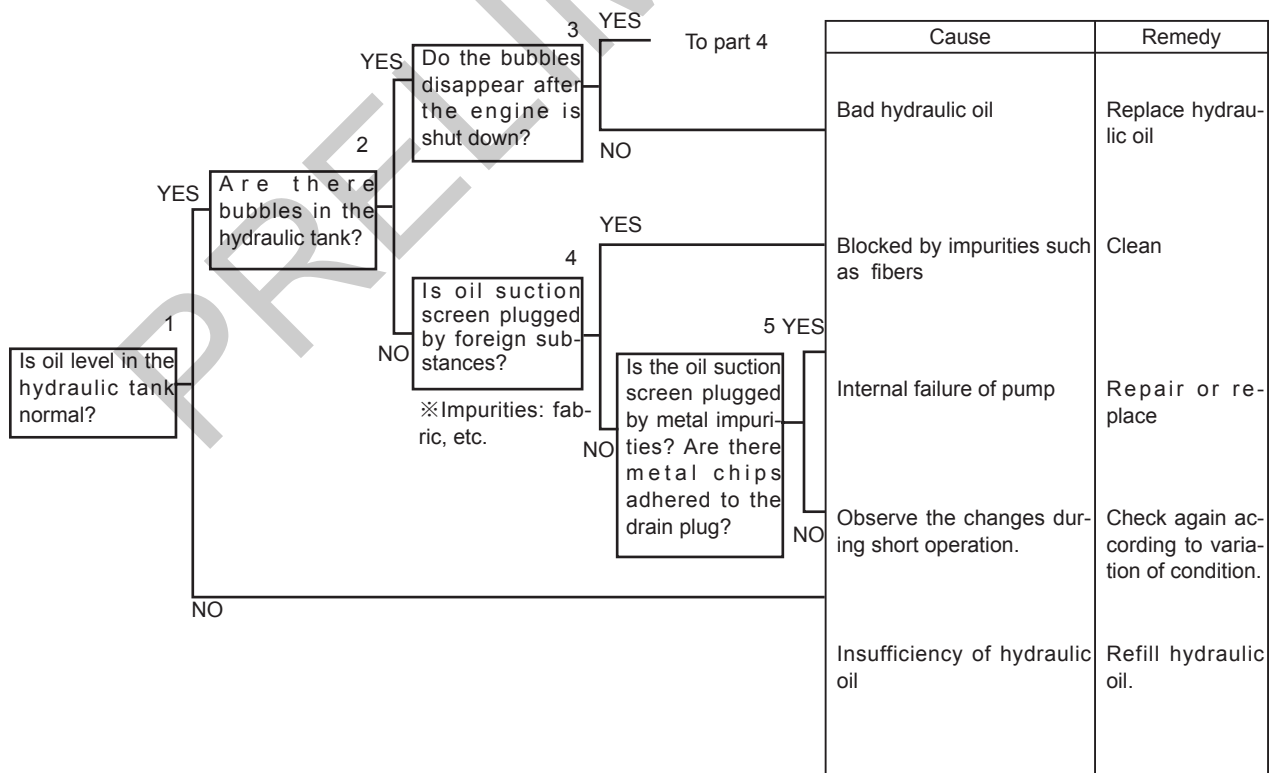 1
Is oil level in the
hydraulic tank
normal?
YES
NO
2
Are there
bubbles in the
hydraulic tank?
YES
NO
3
Do the bubbles
disappear after
the engine is
shut down?
YES
To part 4
NO
4
Is oil suction
screen plugged
by foreign sub-
stances?
※Impurities: fab-
ric, etc.
YES
NO
5
Is the oil suction
screen plugged
by metal impuri-
ties? Are there
metal chips
adhered to the
drain plug?
YES
NO
Cause
Remedy
Bad hydraulic oil
Replace hydrau-
lic oil
Blocked by impurities such
as fibers
Clean
Internal failure of pump
Repair or re-
place
Observe the changes dur-
ing short operation.
Check again ac-
cording to varia-
tion of condition.
Insufficiency of hydraulic
oil
Refill hydraulic
oil.